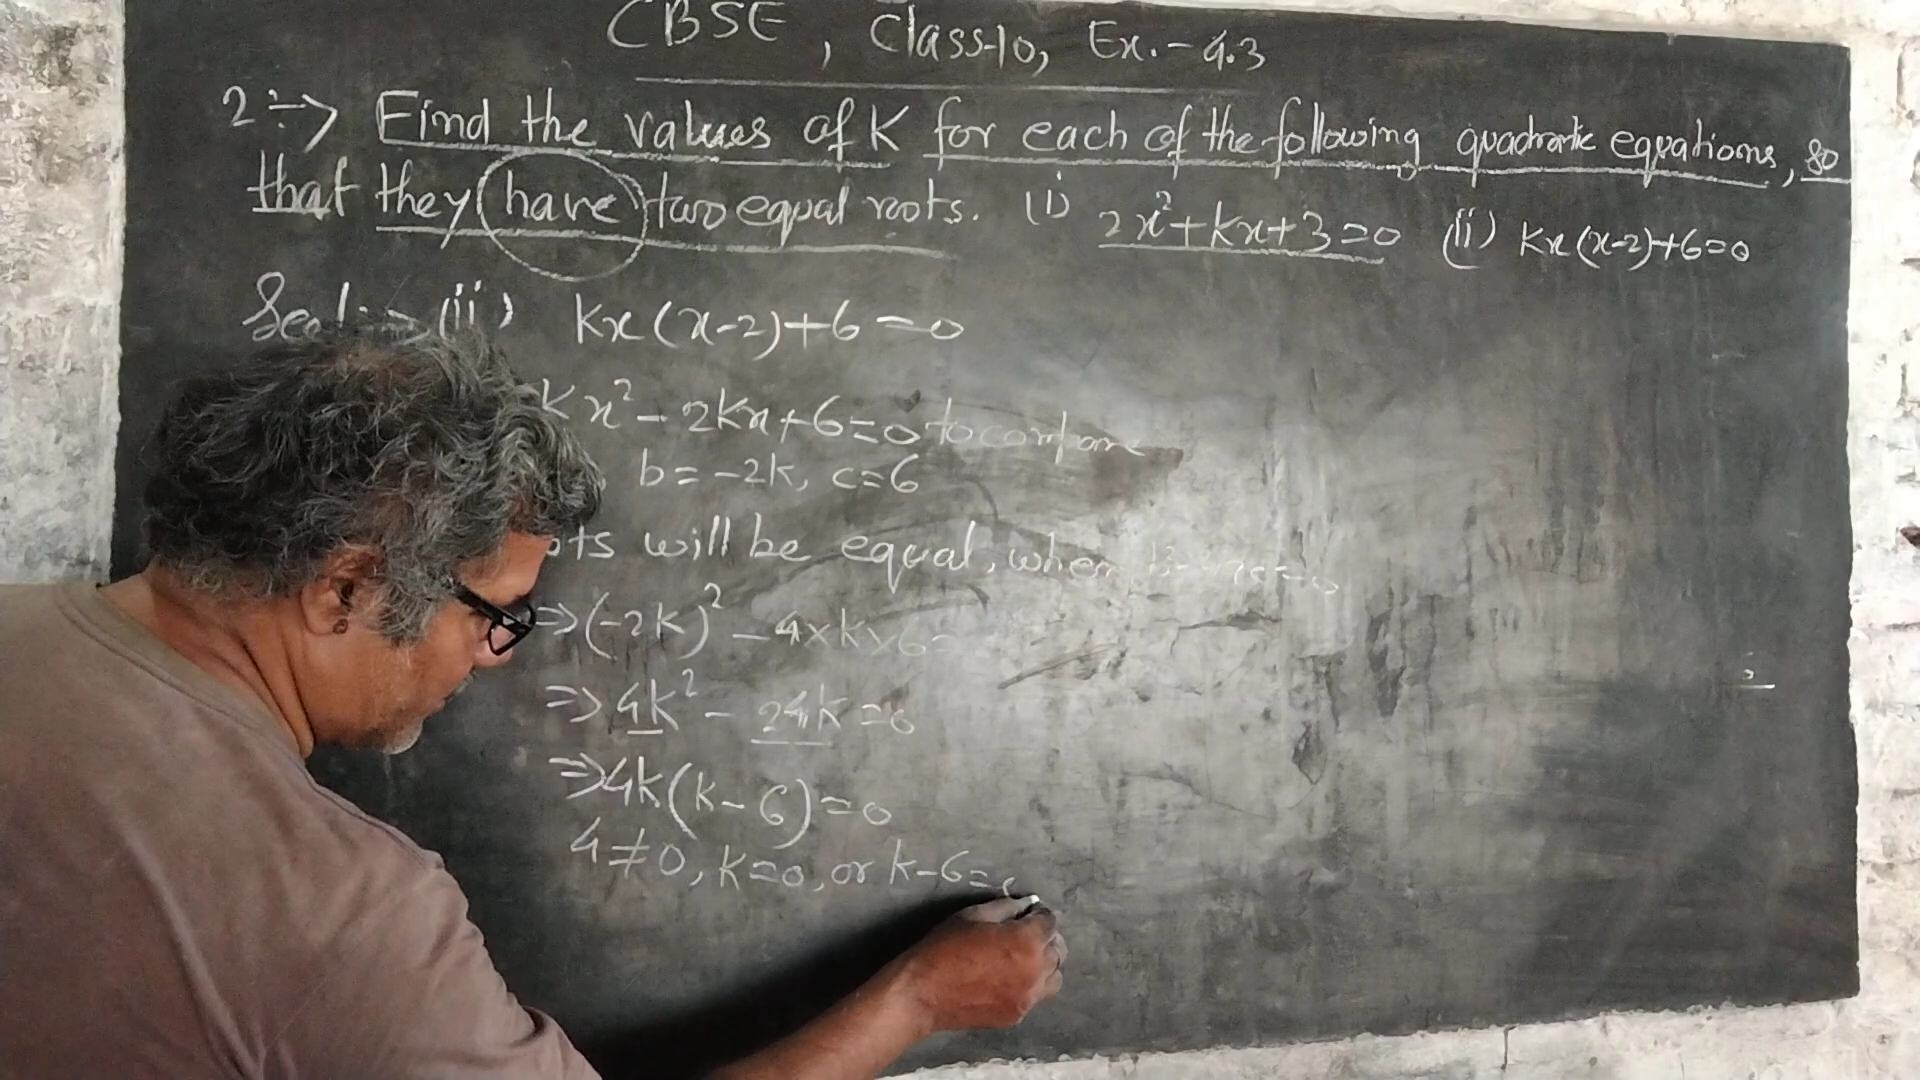 CBSE, Class-10, Ex.-4.3
2 ÷> Find the values of K for each of the following quadratic equations, so
that they have two equal roots. (i) 2x²+kx+3=0 (ii) Kx(x-2)+6=0
(ii) Kx(x-2)+6=0
Kx²-2Kx+6=0 to compare
, b=-2k, c=6
ots will be equal, when
⇒(-2k)²-4×k×6=
⇒4k²-24k=0
⇒4k(k-6)=0
4≠0, k=0, or k-6=